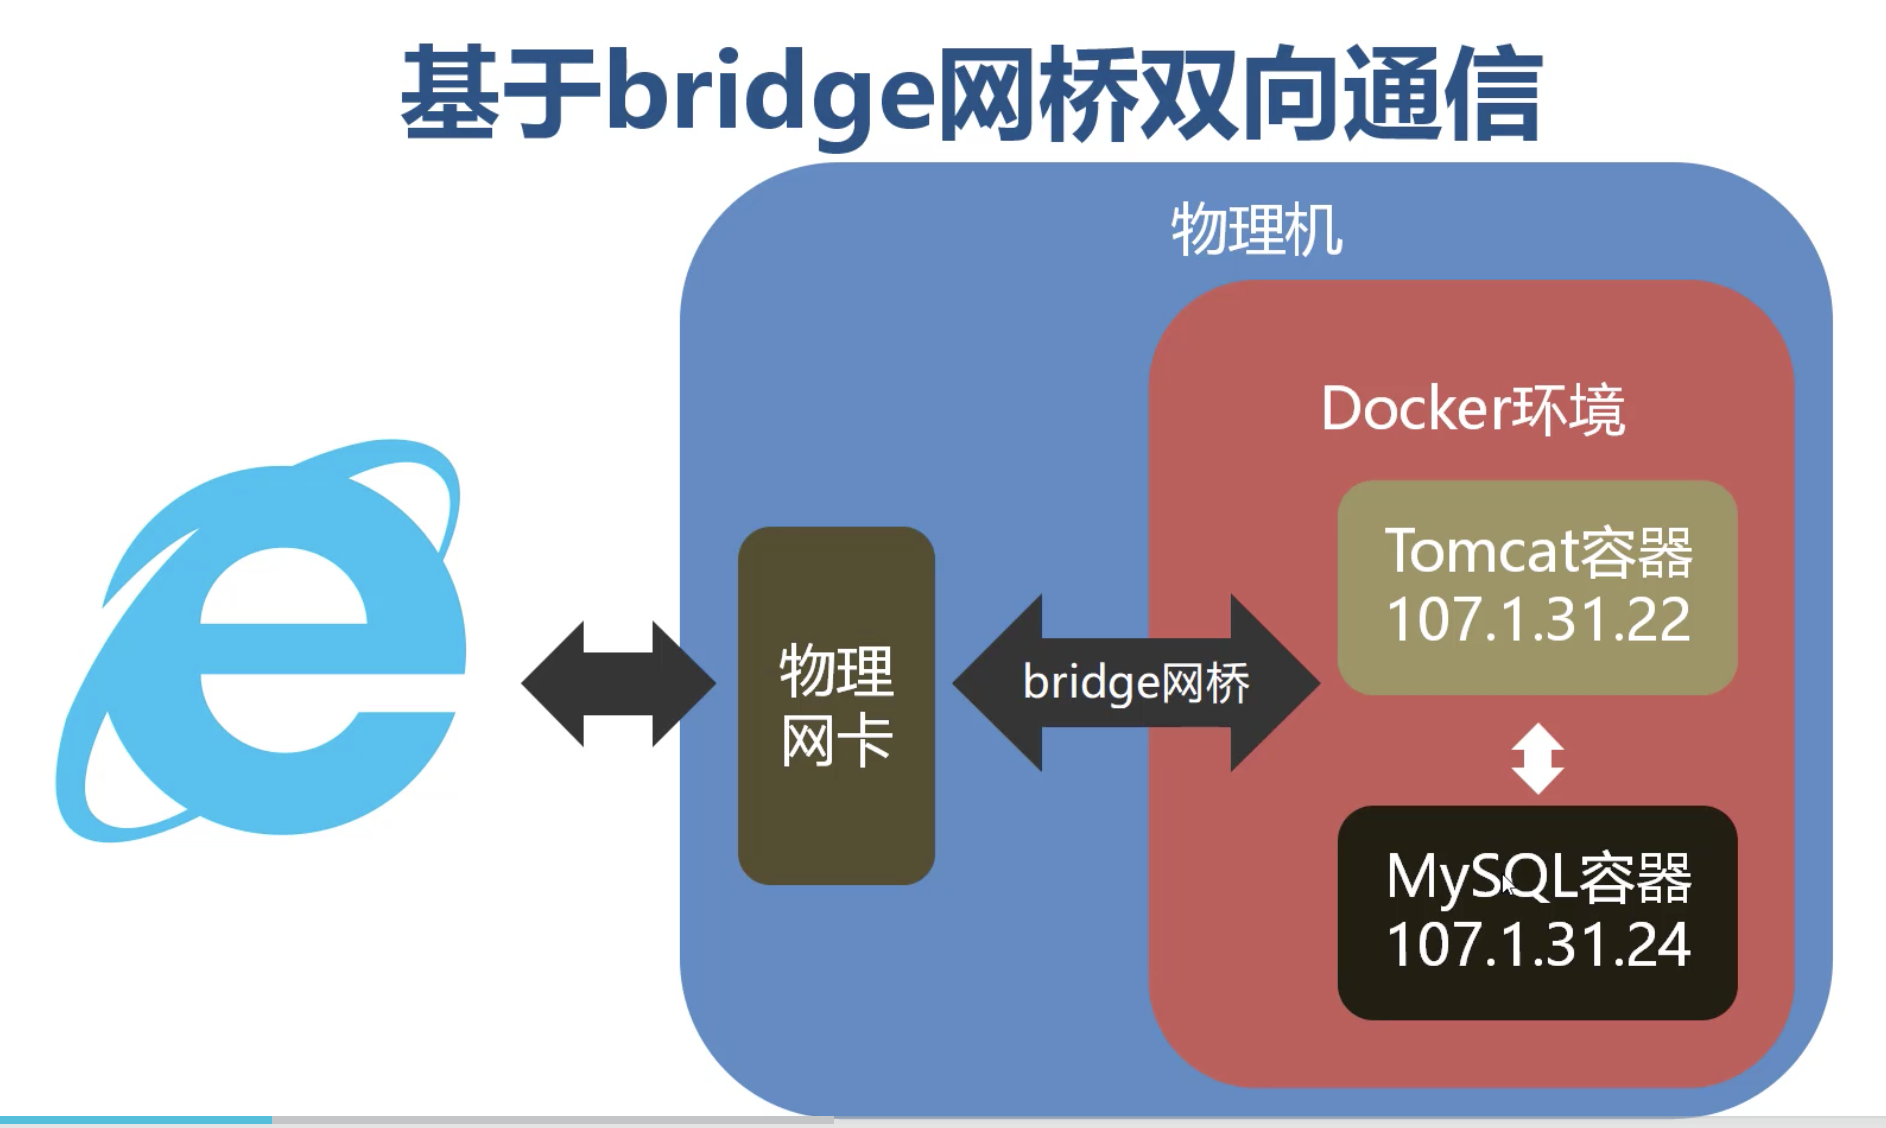 基于bridge网桥双向通信
物理机
Docker环境
Tomcat容器
107.1.31.22
物理
网卡
bridge网桥
MySQL容器
107.1.31.24